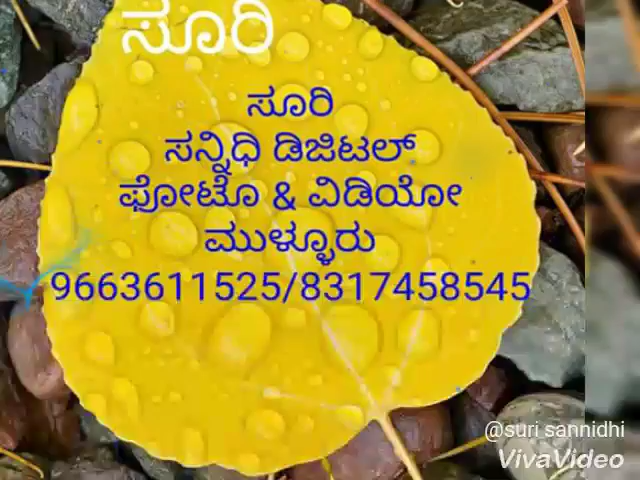 ಸೂರಿ
ಸೂರಿ
ಸನ್ನಿಧಿ ಡಿಜಿಟಲ್
ಫೋಟೊ & ವಿಡಿಯೋ
ಮುಳ್ಳೂರು
9663611525/8317458545
@suri sannidhi
VivaVideo